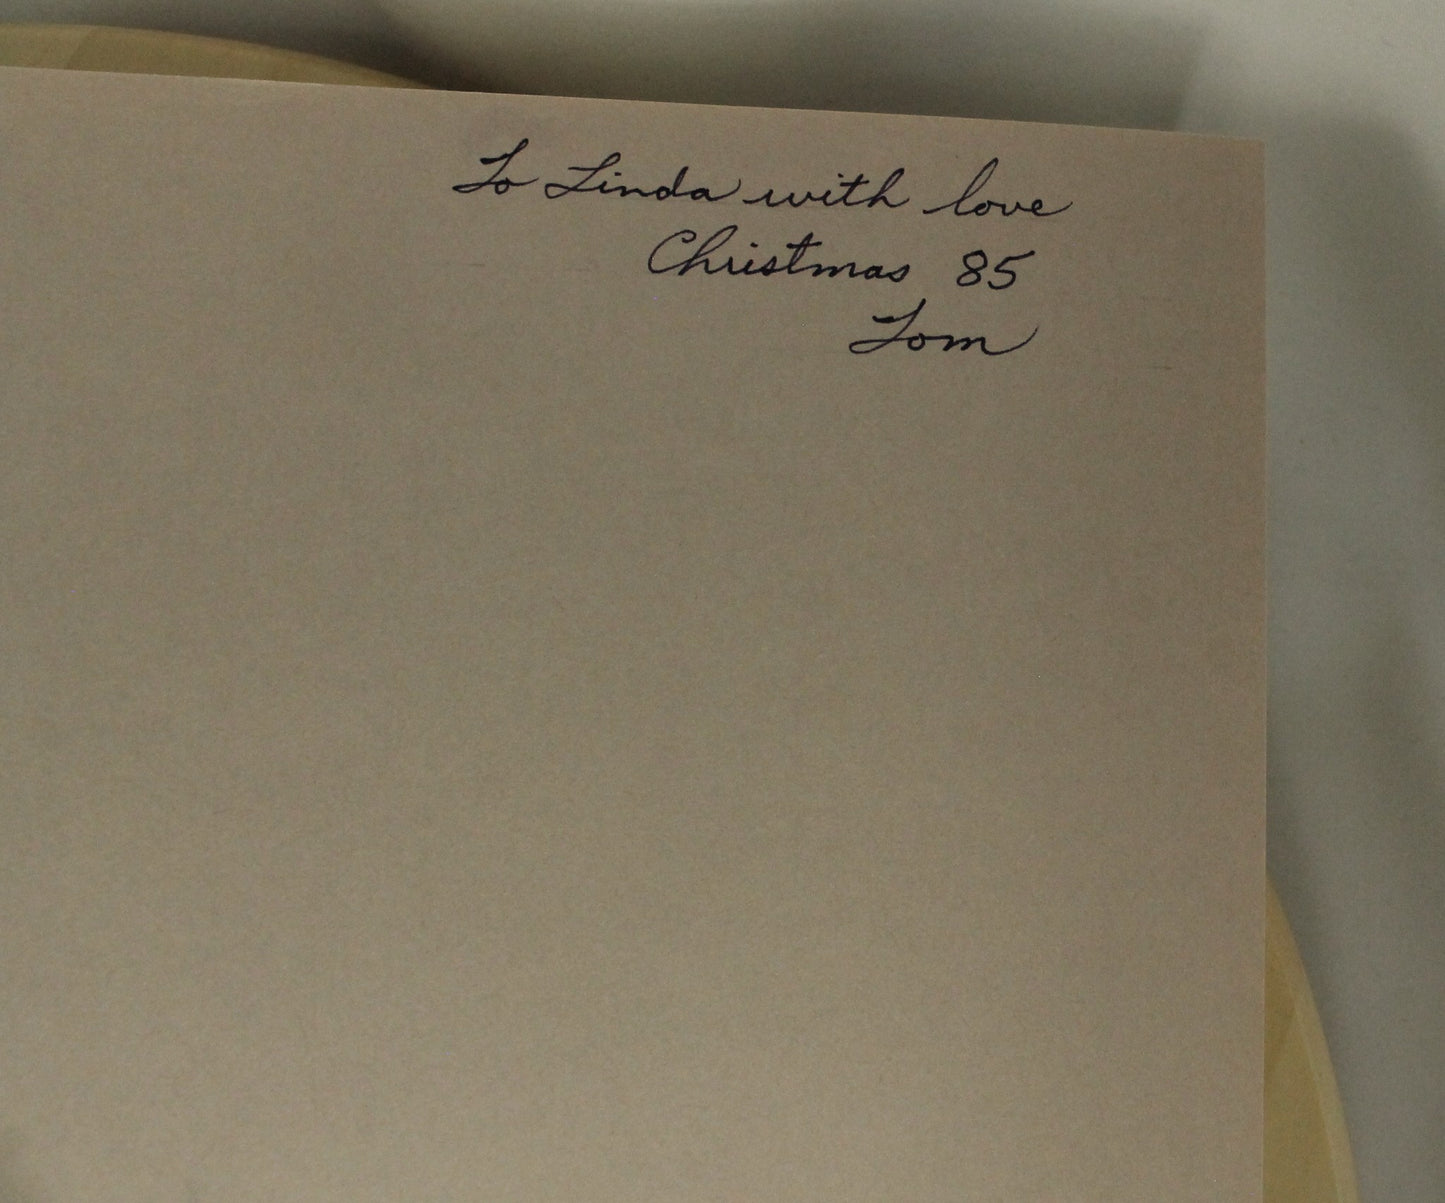 To Linda with love
Christmas 85
Tom